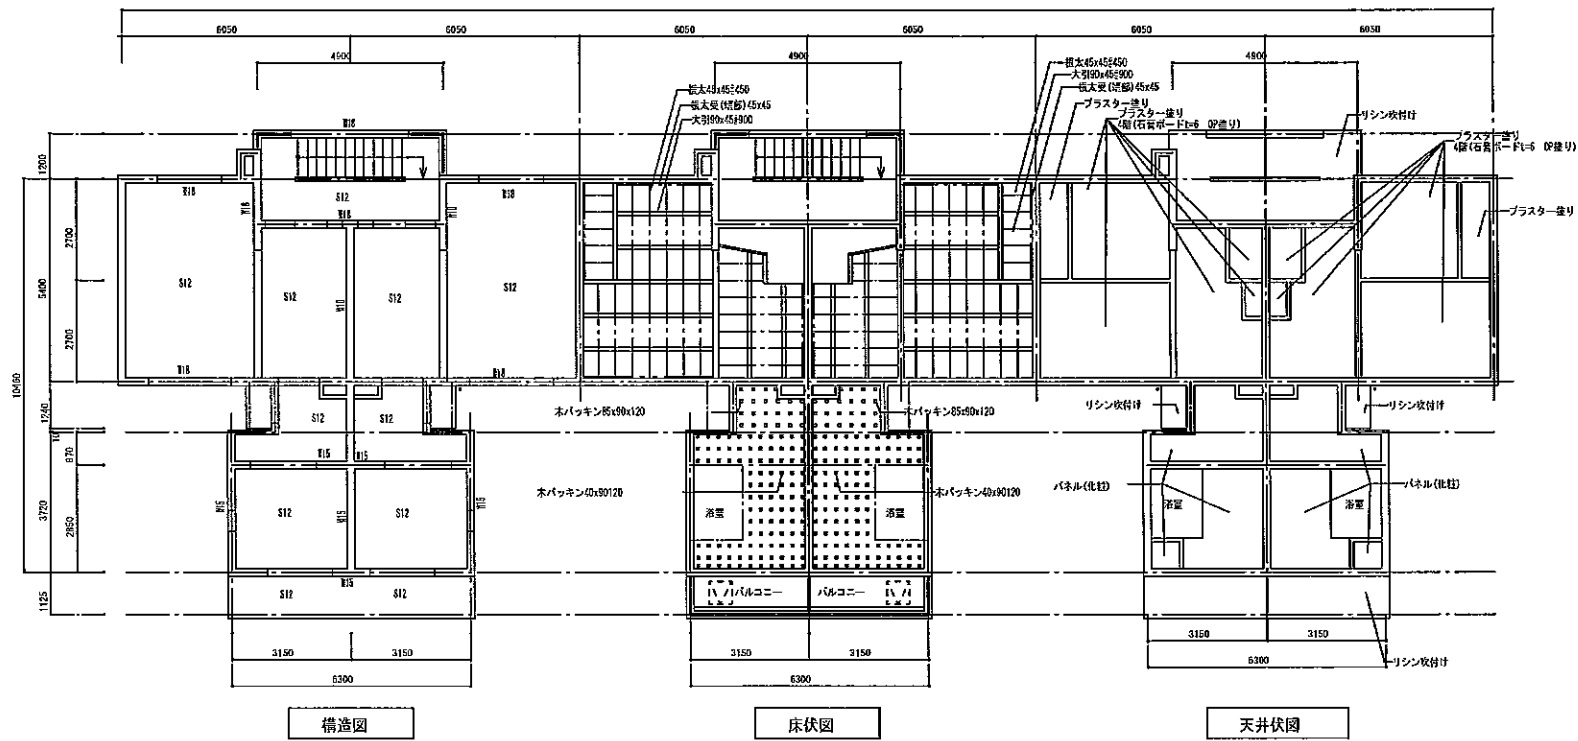 6050 6050 6050 6050 6050 6050
4900 4900 4900
根太45x45@450
大引90x45@900
根太受(端部)45x45
プラスター塗り
プラスター塗り
4階(石膏ボードt=6 OP塗り)
リシン吹付け
プラスター塗り
4階(石膏ボードt=6 OP塗り)
根太45x45@450
根太受(端部)45x45
大引90x45@900
プラスター塗り
W18
1200
W18 W18
W18 W10
S12
W18
2700
5400
S12 S12 S12 S12
W10
2700
W18 W18
10460
1240
S12 S12
木パッキン85x90x120 木パッキン85x90x120
リシン吹付け リシン吹付け
870
W15 W15
木パッキン40x90120 木パッキン40x90120
パネル(化粧) パネル(化粧)
3720
2850
W15 W15 W15
S12 S12
浴室 浴室
浴室 浴室
W15
1125
S12 S12
バルコニー バルコニー
3150 3150 3150 3150 3150 3150
6300 6300 6300
リシン吹付け
構造図 床伏図 天井伏図